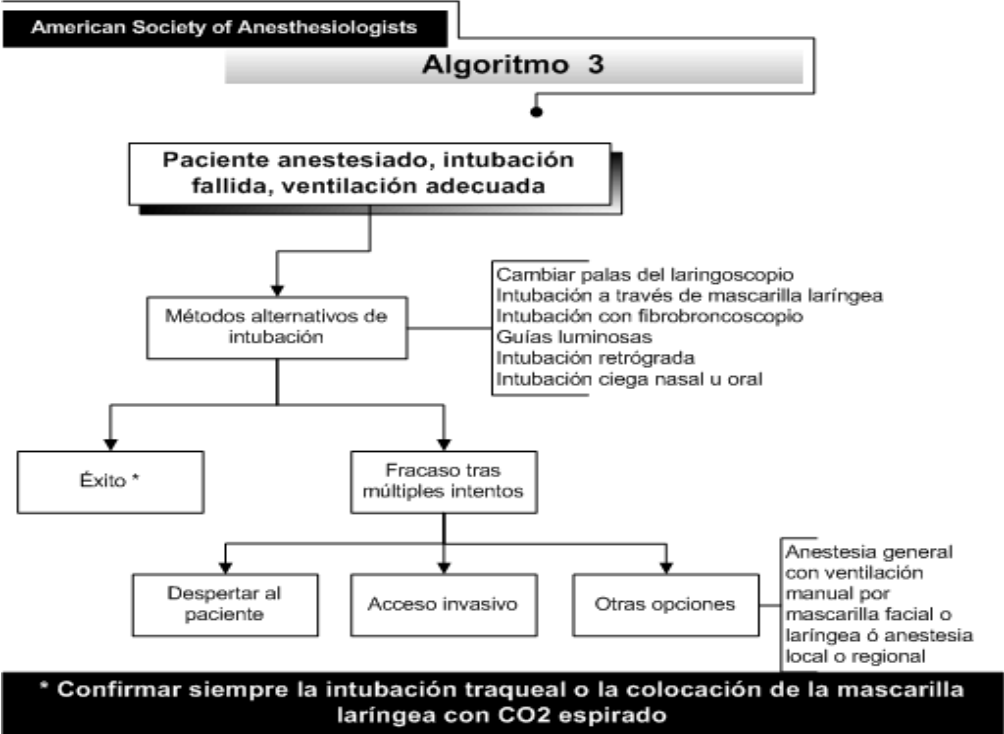 American Society of Anesthesiologists
Algoritmo 3
Paciente anestesiado, intubación
fallida, ventilación adecuada
Métodos alternativos de
intubación
Cambiar palas del laringoscopio
Intubación a través de mascarilla laríngea
Intubación con fibrobroncoscopio
Guías luminosas
Intubación retrógrada
Intubación ciega nasal u oral
Éxito *
Fracaso tras
múltiples intentos
Despertar al
paciente
Acceso invasivo
Otras opciones
Anestesia general
con ventilación
manual por
mascarilla facial o
laríngea ó anestesia
local o regional
* Confirmar siempre la intubación traqueal o la colocación de la mascarilla
laríngea con CO2 espirado